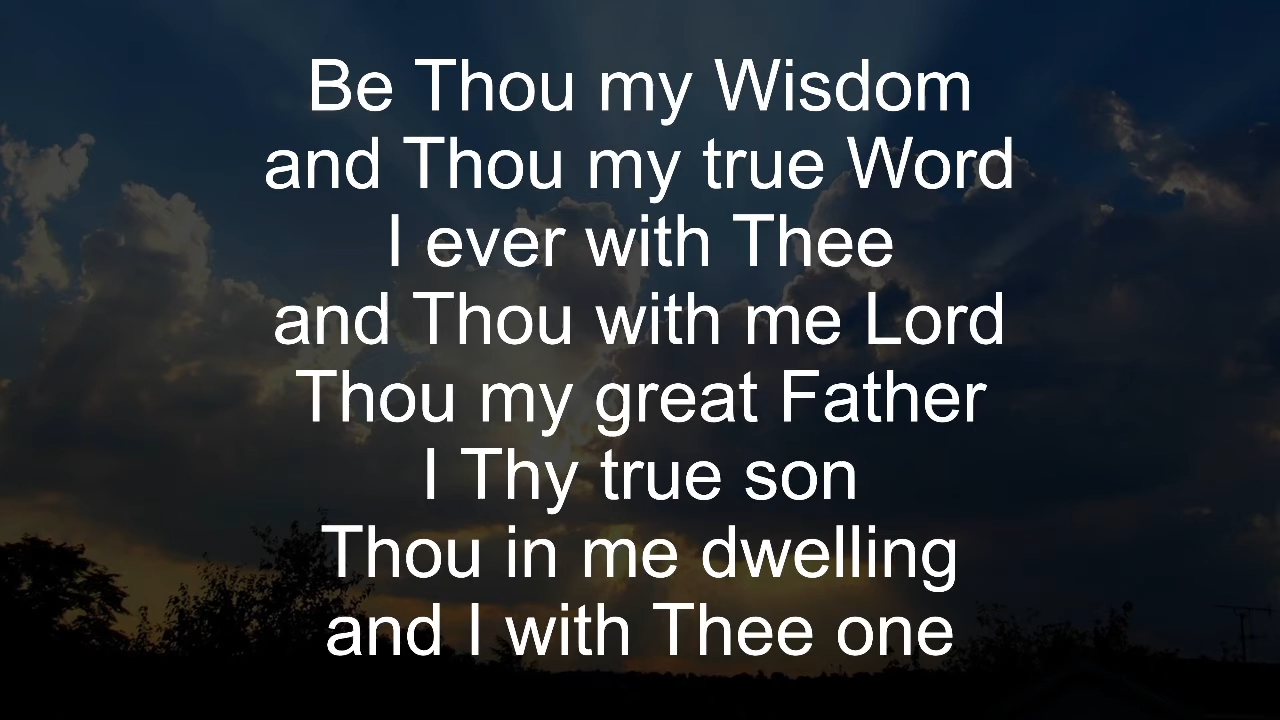 Be Thou my Wisdom
and Thou my true Word
I ever with Thee
and Thou with me Lord
Thou my great Father
I Thy true son
Thou in me dwelling
and I with Thee one